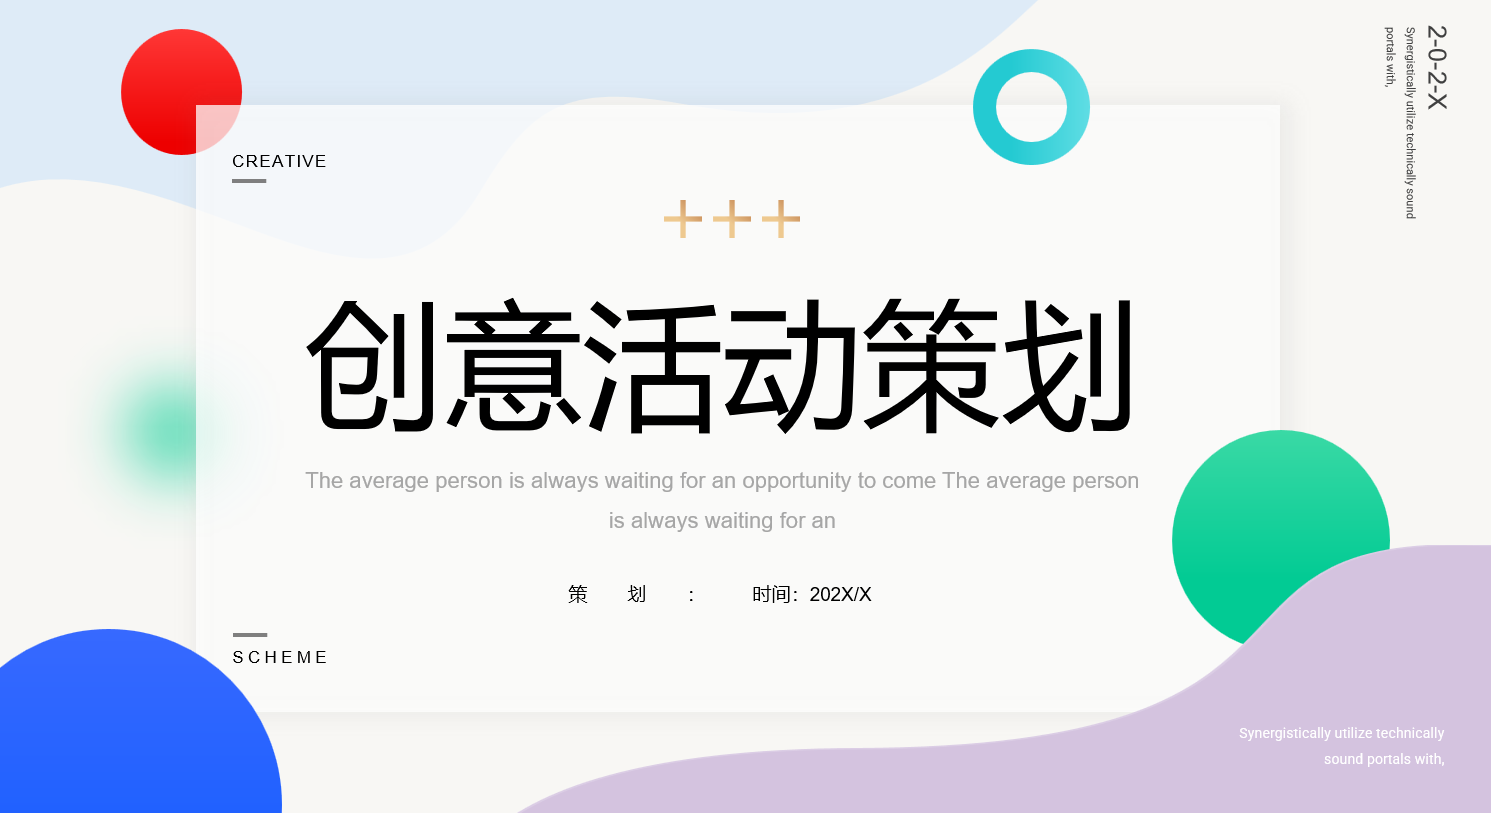 2-0-2-X
Synergistically utilize technically sound
portals with,
CREATIVE
创意活动策划
The average person is always waiting for an opportunity to come The average person
is always waiting for an
策 划 : 时间: 202X/X
SCHEME
Synergistically utilize technically
sound portals with,